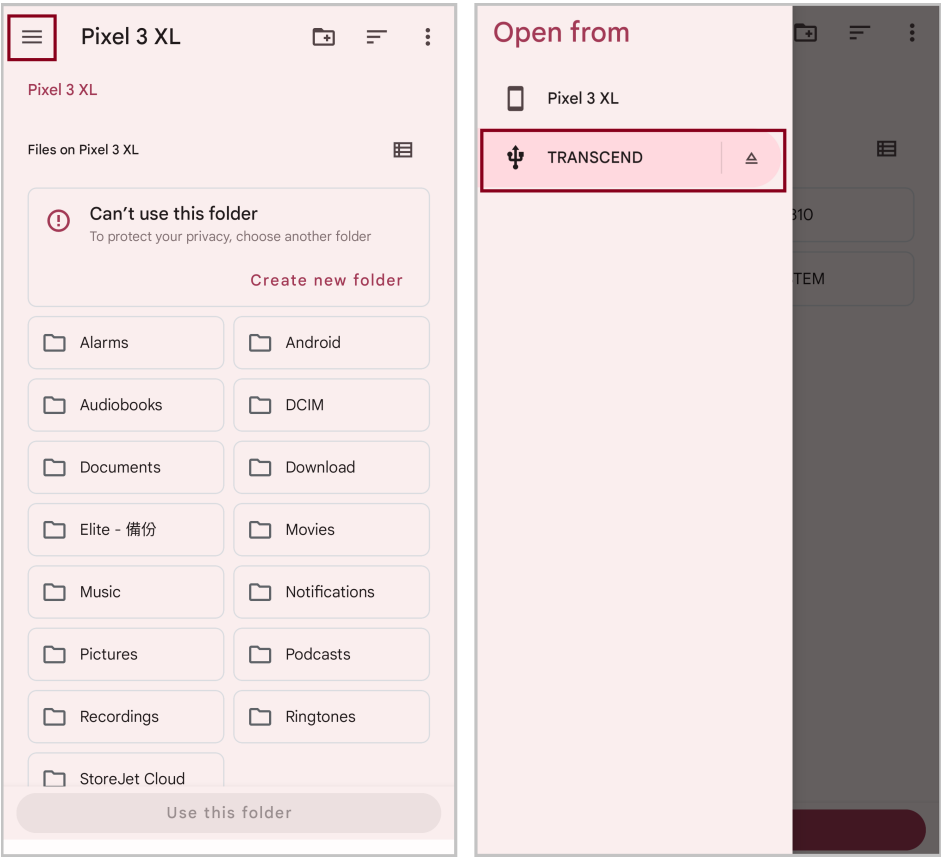 Pixel 3 XL
Pixel 3 XL
Files on Pixel 3 XL
Can't use this folder
To protect your privacy, choose another folder
Create new folder
Alarms
Android
Audiobooks
DCIM
Documents
Download
Elite - 備份
Movies
Music
Notifications
Pictures
Podcasts
Recordings
Ringtones
StoreJet Cloud
Use this folder
Open from
Pixel 3 XL
TRANSCEND
310
TEM